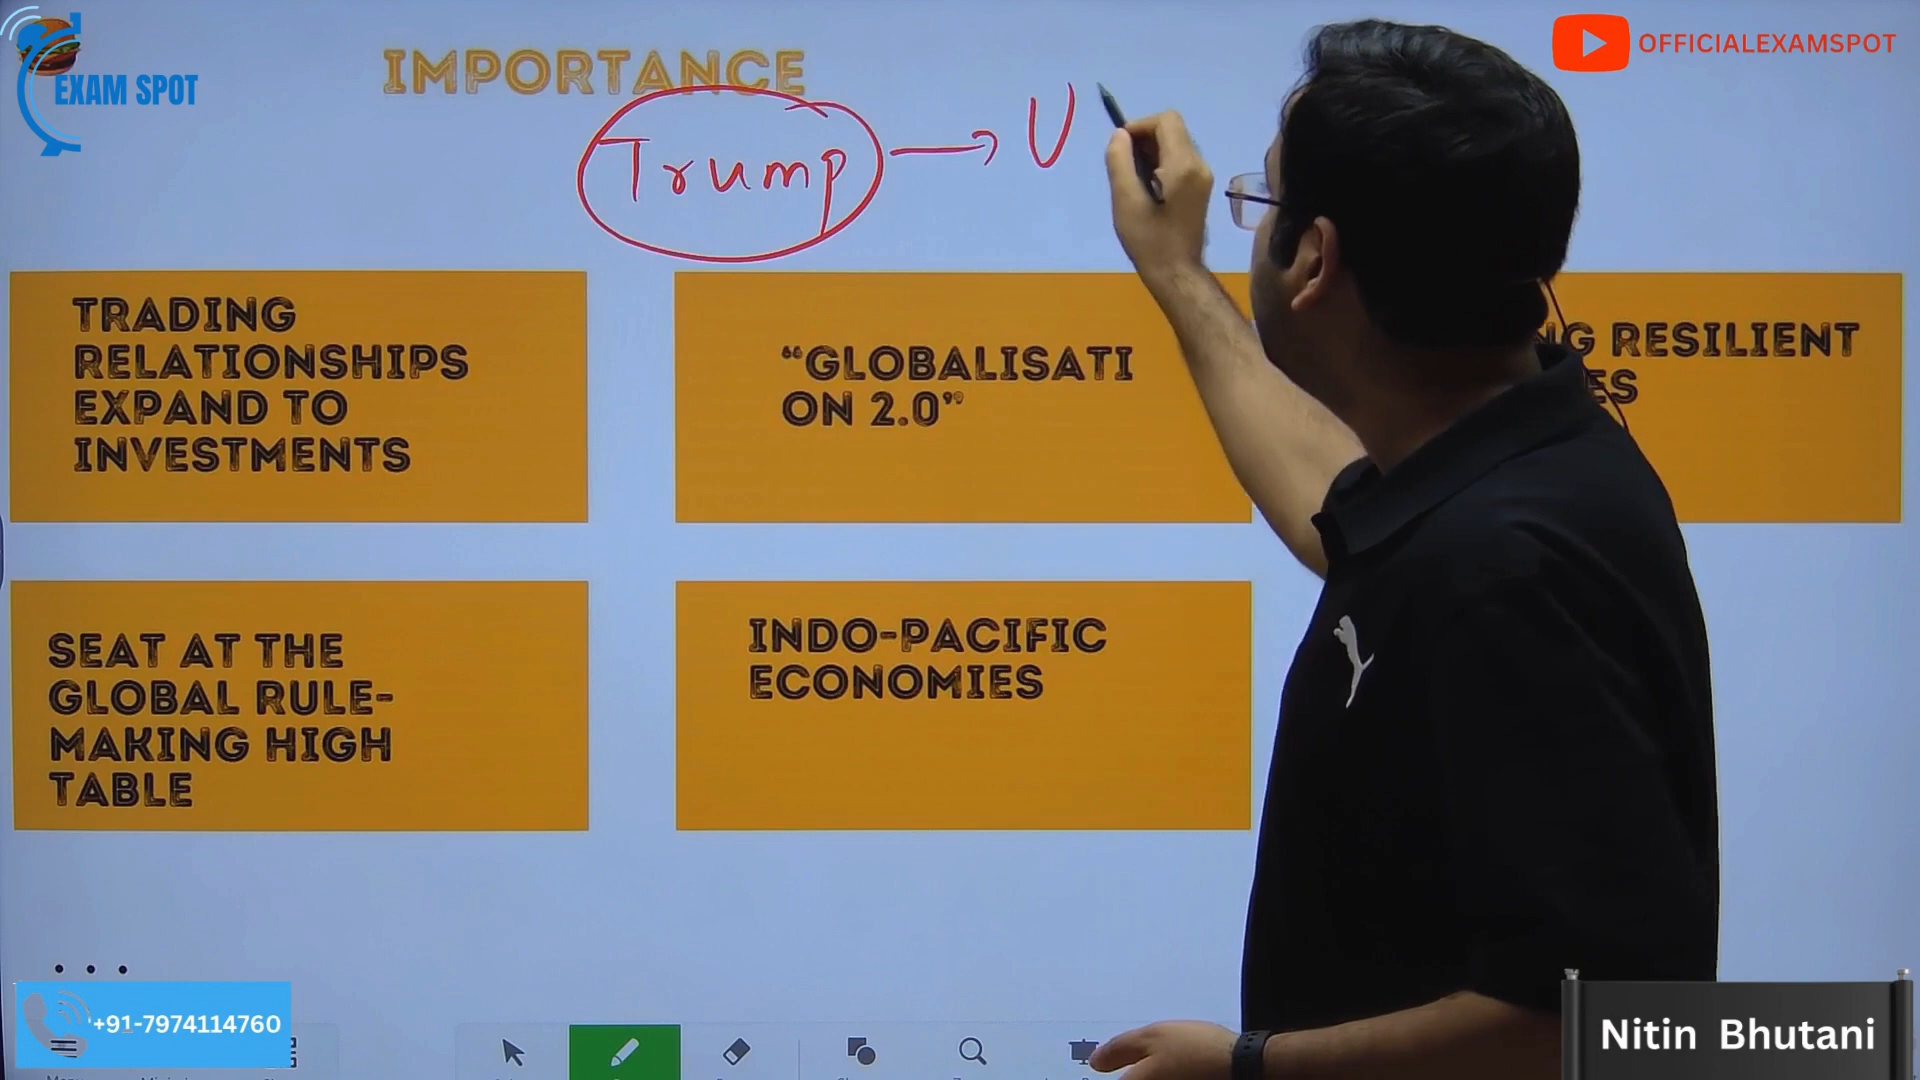 EXAM SPOT
OFFICIALEXAMSPOT
IMPORTANCE
Trump → U
TRADING
RELATIONSHIPS
EXPAND TO
INVESTMENTS
“GLOBALISATI
ON 2.0”
RESILIENT
SEAT AT THE
GLOBAL RULE-
MAKING HIGH
TABLE
INDO-PACIFIC
ECONOMIES
+91-7974114760
Nitin Bhutani